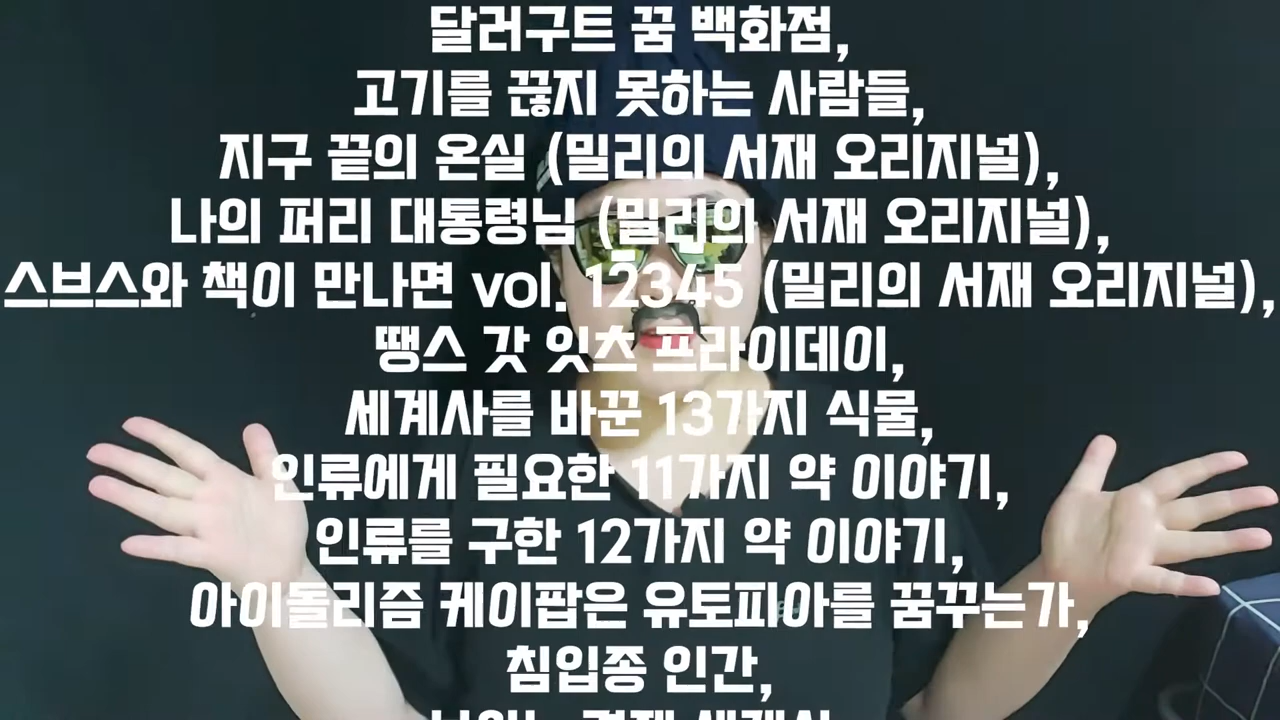 달러구트 꿈 백화점,
고기를 끊지 못하는 사람들,
지구 끝의 온실 (밀리의 서재 오리지널),
나의 퍼리 대통령님 (밀리의 서재 오리지널),
스브스와 책이 만나면 vol. 12345 (밀리의 서재 오리지널),
땡스 갓 잇츠 프라이데이,
세계사를 바꾼 13가지 식물,
인류에게 필요한 11가지 약 이야기,
인류를 구한 12가지 약 이야기,
아이돌리즘 케이팝은 유토피아를 꿈꾸는가,
침입종 인간,